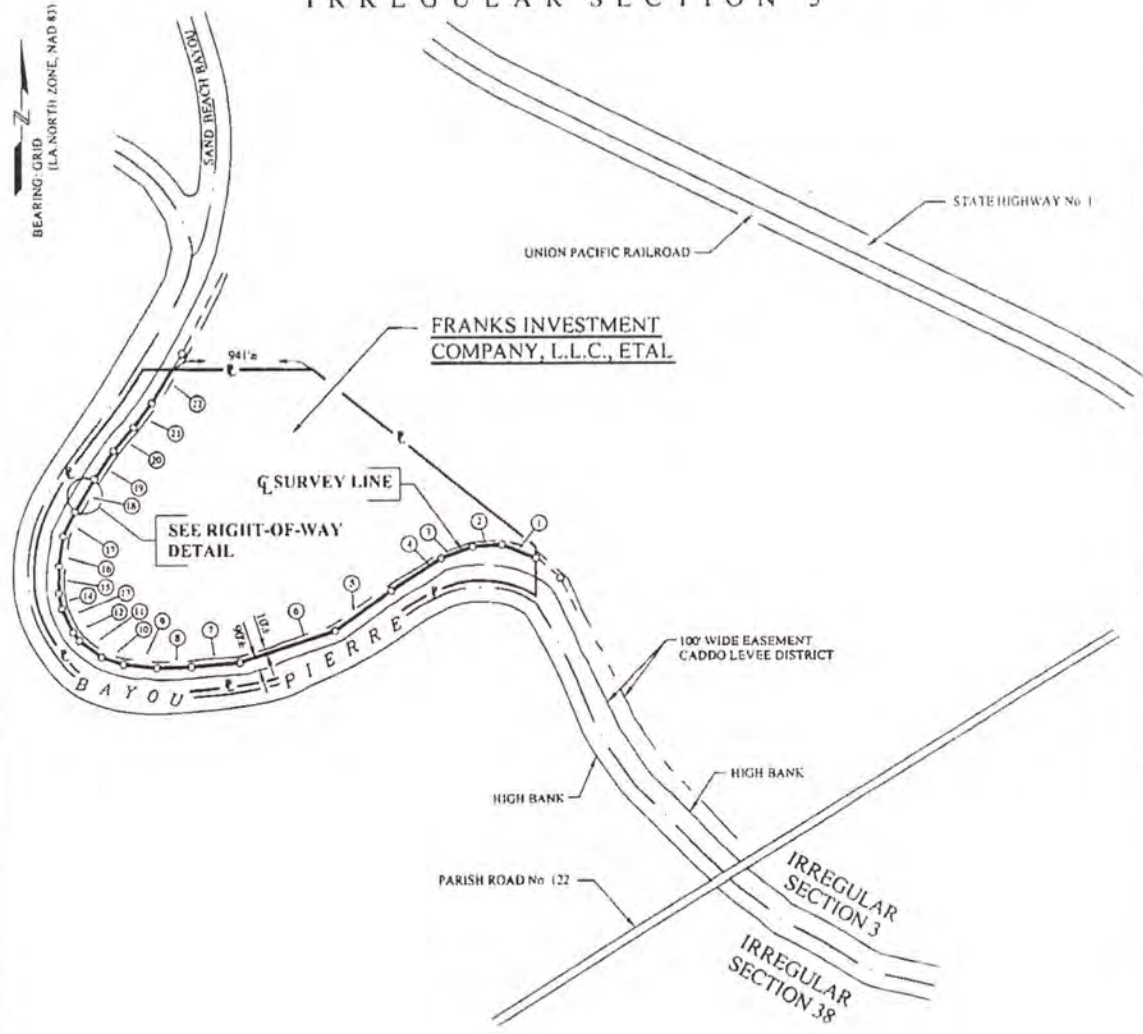 IRREGULAR SECTION 3
SAND BEACH BAYOU
Z
BEARING: GRID
(LA. NORTH ZONE, NAD 83)
STATE HIGHWAY No 1
UNION PACIFIC RAILROAD
FRANKS INVESTMENT
COMPANY, L.L.C., ETAL
941'±
℄ SURVEY LINE
SEE RIGHT-OF-WAY
DETAIL
1
2
3
4
5
6
7
8
9
10
11
12
13
14
15
16
17
18
19
20
21
22
90'±
10'±
BAYOU PIERRE
100' WIDE EASEMENT
CADDO LEVEE DISTRICT
HIGH BANK
HIGH BANK
PARISH ROAD No 122
IRREGULAR
SECTION 3
IRREGULAR
SECTION 38